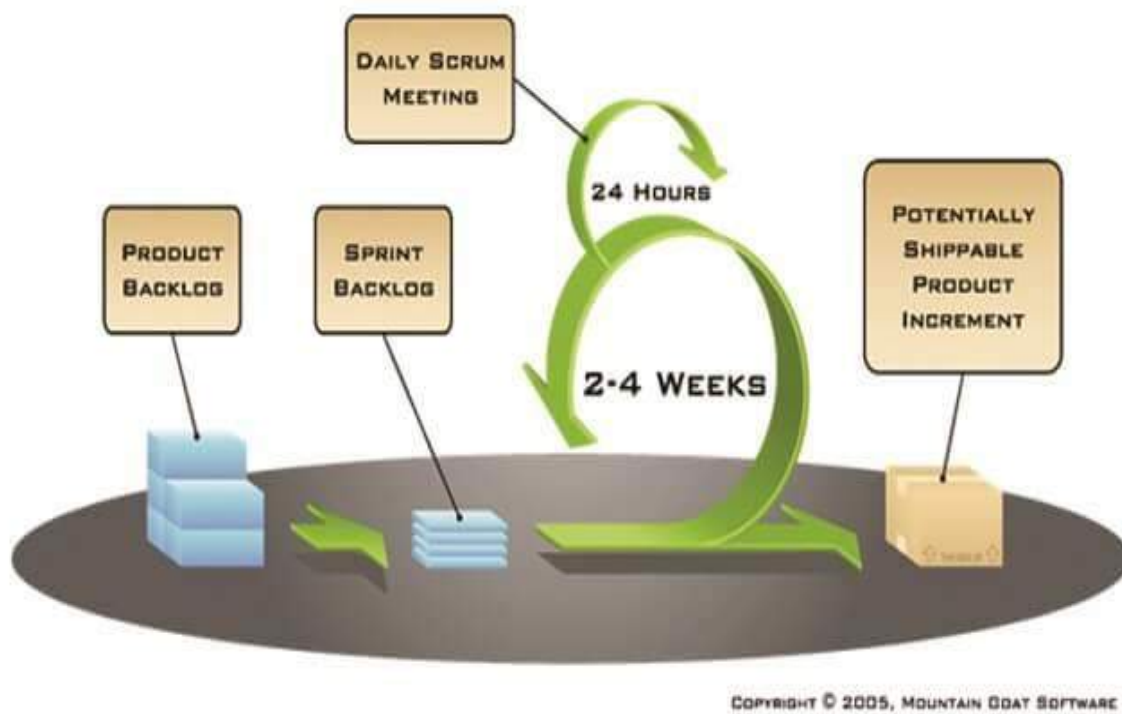 DAILY SCRUM
MEETING
24 HOURS
PRODUCT
BACKLOG
SPRINT
BACKLOG
POTENTIALLY
SHIPPABLE
PRODUCT
INCREMENT
2-4 WEEKS
COPYRIGHT © 2005, MOUNTAIN GOAT SOFTWARE